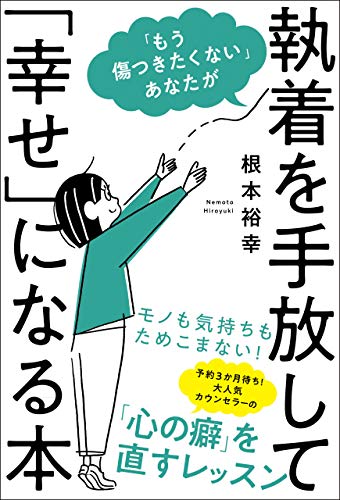 「もう
傷つきたくない」
あなたが
執着を手放して
「幸せ」になる本
根本裕幸
Nemoto
Hiroyuki
モノも気持ちも
ためこまない!
予約3か月待ち!
大人気
カウンセラーの
「心の癖」を
直すレッスン